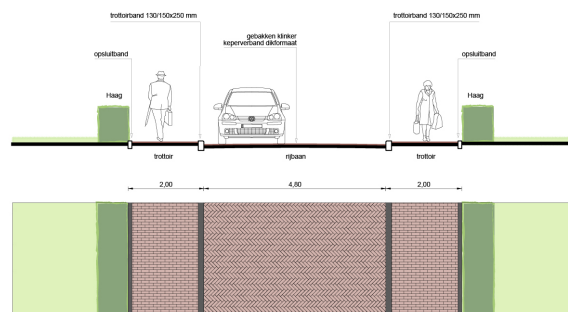 trottoirband 130/150x250 mm
trottoirband 130/150x250 mm
gebakken klinker
keperverband dikformaat
opsluitband
opsluitband
Haag
Haag
trottoir
rijbaan
trottoir
2,00
4,80
2,00